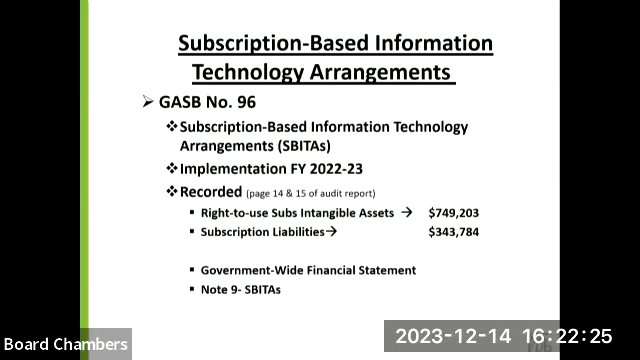 Subscription-Based Information
Technology Arrangements
GASB No. 96
Subscription-Based Information Technology
Arrangements (SBITAs)
Implementation FY 2022-23
Recorded (page 14 & 15 of audit report)
Right-to-use Subs Intangible Assets → $749,203
Subscription Liabilities→ $343,784
Government-Wide Financial Statement
Note 9- SBITAs
Board Chambers
2023-12-14 16:22:25